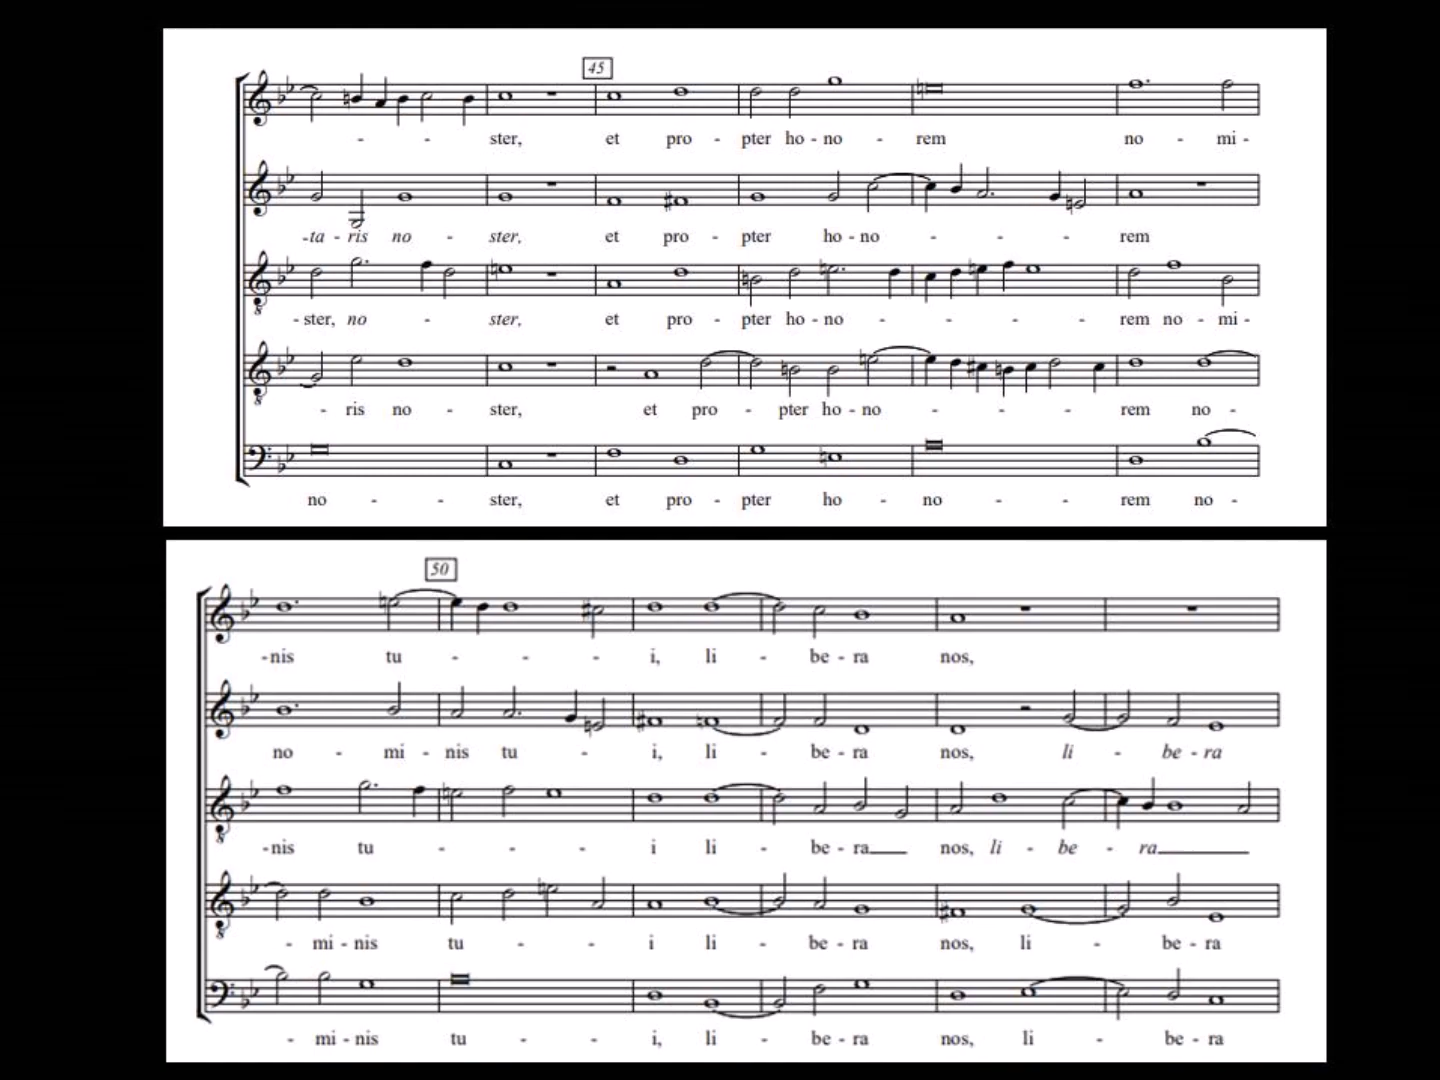 45
- - ster, et pro - pter ho - no - rem no - mi -
-ta - ris no - ster, et pro - pter ho - no - - - rem
- ster, no - ster, et pro - pter ho - no - - - - rem no - mi -
- ris no - ster, et pro - pter ho - no - - - rem no -
no - - ster, et pro - pter ho - no - - rem no -
50
-nis tu - - - i, li - be - ra nos,
no - mi - nis tu - i, li - be - ra nos, li - be - ra
-nis tu - - - i li - be - ra nos, li - be - ra
- mi - nis tu - - i li - be - ra nos, li - be - ra
- mi - nis tu - - i, li - be - ra nos, li - be - ra